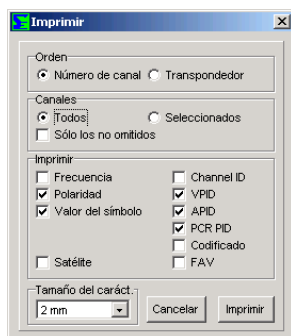 Imprimir
Orden
Número de canal Transpondedor
Canales
Todos Seleccionados
Sólo los no omitidos
Imprimir
Frecuencia Channel ID
Polaridad VPID
Valor del símbolo APID
PCR PID
Codificado
Satélite FAV
Tamaño del caráct.
2 mm Cancelar Imprimir